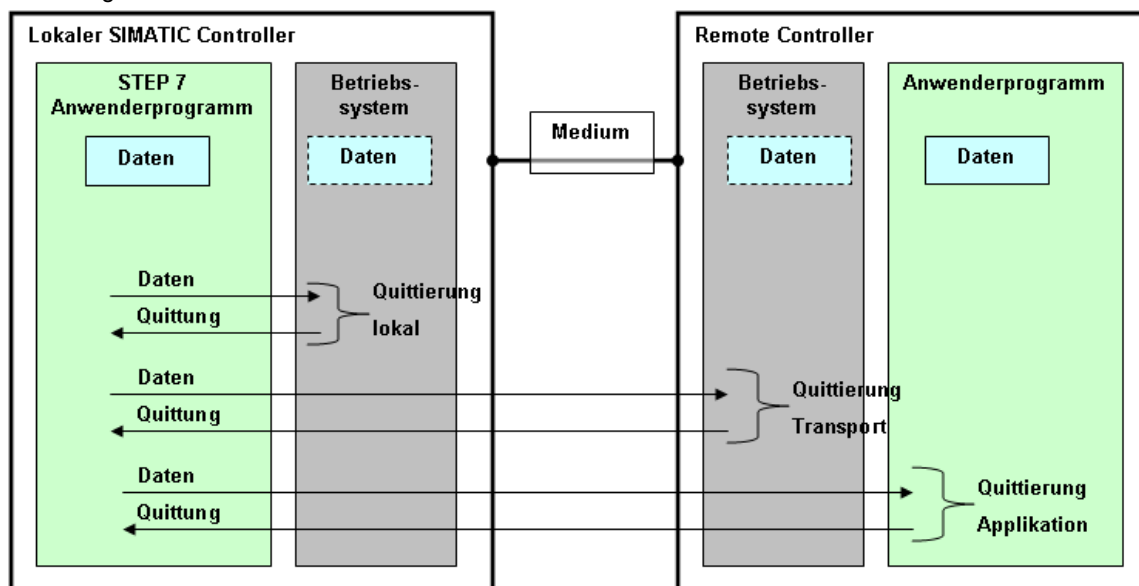 Lokaler SIMATIC Controller
Remote Controller
STEP 7
Anwenderprogramm
Betriebs-
system
Betriebs-
system
Anwenderprogramm
Daten
Daten
Medium
Daten
Daten
Daten
Quittung
Quittierung
lokal
Daten
Quittung
Quittierung
Transport
Daten
Quittung
Quittierung
Applikation